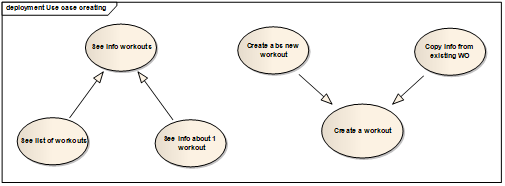 deployment Use case creating
See info workouts
Create abs new
workout
Copy info from
existing WO
See list of workouts
See info about 1
workout
Create a workout